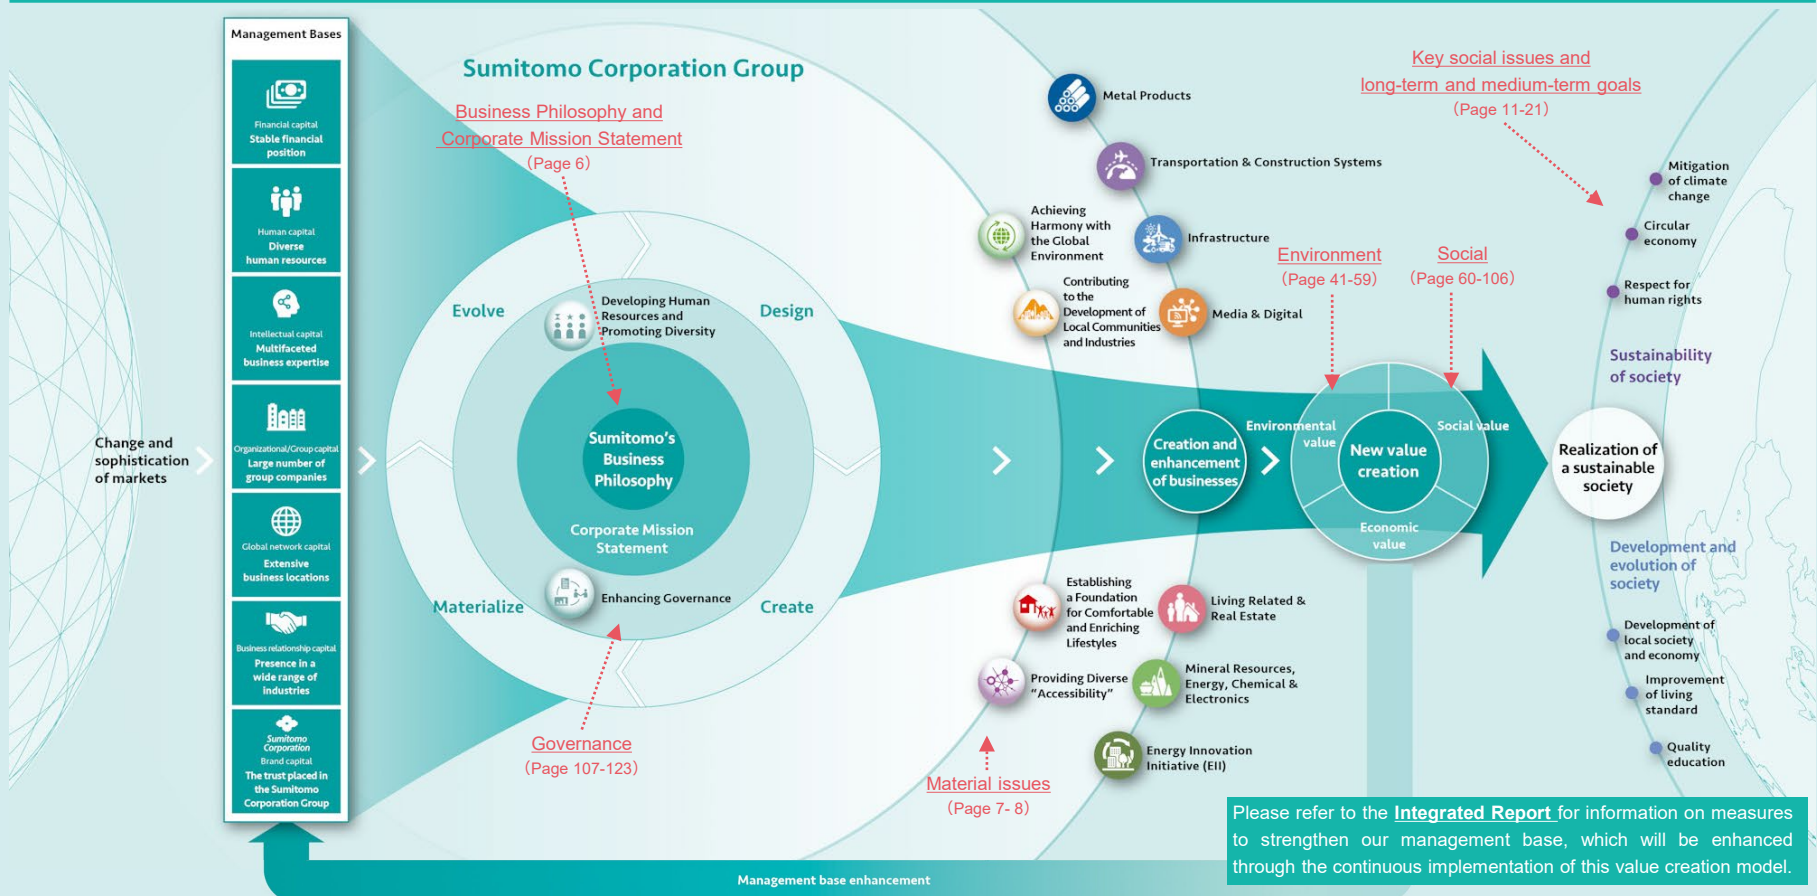 Management Bases
Financial capital
Stable financial
position
Human capital
Diverse
human resources
Intellectual capital
Multifaceted
business expertise
Organizational/Group capital
Large number of
group companies
Global network capital
Extensive
business locations
Business relationship capital
Presence in a
wide range of
industries
Sumitomo
Corporation
Brand capital
The trust placed in
the Sumitomo
Corporation Group
Change and
sophistication
of markets
Sumitomo Corporation Group
Business Philosophy and
Corporate Mission Statement
(Page 6)
Evolve
Design
Materialize
Create
Developing Human
Resources and
Promoting Diversity
Sumitomo's
Business
Philosophy
Corporate Mission
Statement
Enhancing Governance
Governance
(Page 107-123)
Achieving
Harmony with
the Global
Environment
Contributing
to the
Development of
Local Communities
and Industries
Establishing
a Foundation
for Comfortable
and Enriching
Lifestyles
Providing Diverse
"Accessibility"
Material issues
(Page 7- 8)
Metal Products
Transportation & Construction Systems
Infrastructure
Media & Digital
Living Related &
Real Estate
Mineral Resources,
Energy, Chemical &
Electronics
Energy Innovation
Initiative (EII)
Creation and
enhancement
of businesses
Environment
(Page 41-59)
Social
(Page 60-106)
Environmental
value
Social value
New value
creation
Economic
value
Key social issues and
long-term and medium-term goals
(Page 11-21)
Mitigation
of climate
change
Circular
economy
Respect for
human rights
Sustainability
of society
Realization of
a sustainable
society
Development and
evolution of
society
Development of
local society
and economy
Improvement
of living
standard
Quality
education
Please refer to the Integrated Report for information on measures
to strengthen our management base, which will be enhanced
through the continuous implementation of this value creation model.
Management base enhancement